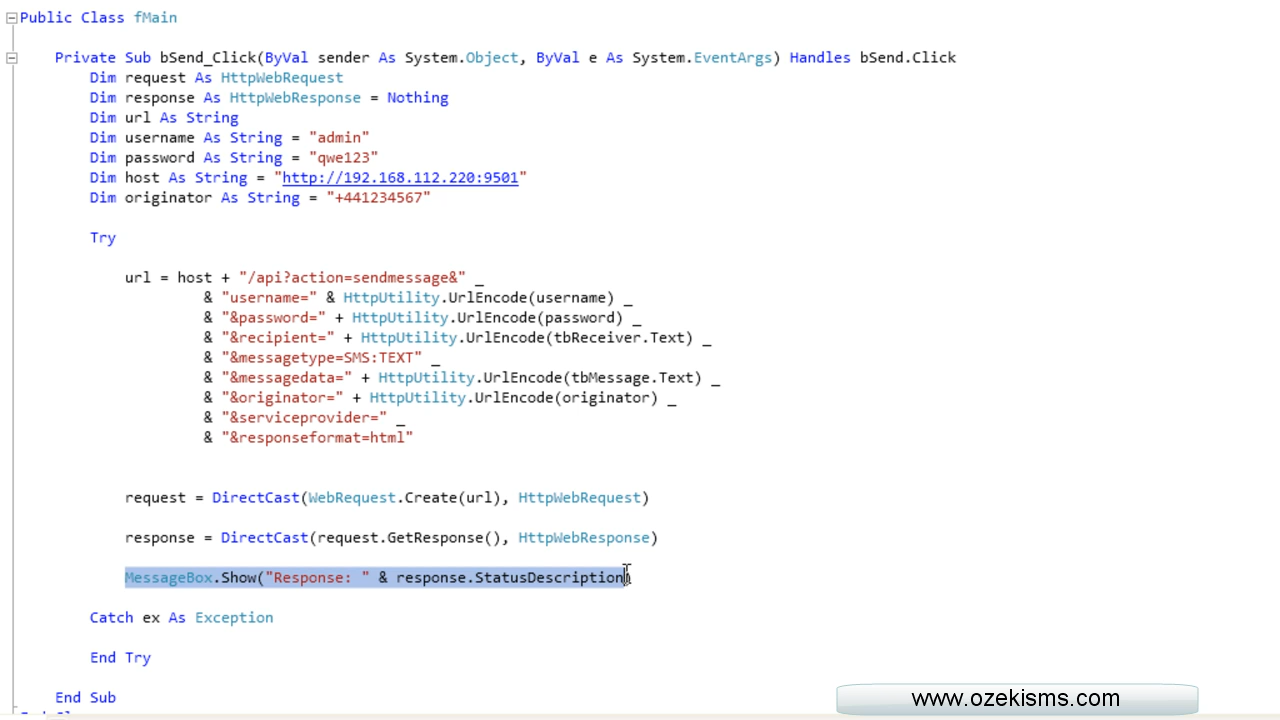 Public Class fMain
Private Sub bSend_Click(ByVal sender As System.Object, ByVal e As System.EventArgs) Handles bSend.Click
Dim request As HttpWebRequest
Dim response As HttpWebResponse = Nothing
Dim url As String
Dim username As String = "admin"
Dim password As String = "qwe123"
Dim host As String = "http://192.168.112.220:9501"
Dim originator As String = "+441234567"
Try
url = host + "/api?action=sendmessage&" _
& "username=" & HttpUtility.UrlEncode(username) _
& "&password=" + HttpUtility.UrlEncode(password) _
& "&recipient=" + HttpUtility.UrlEncode(tbReceiver.Text) _
& "&messagetype=SMS:TEXT" _
& "&messagedata=" + HttpUtility.UrlEncode(tbMessage.Text) _
& "&originator=" + HttpUtility.UrlEncode(originator) _
& "&serviceprovider=" _
& "&responseformat=html"
request = DirectCast(WebRequest.Create(url), HttpWebRequest)
response = DirectCast(request.GetResponse(), HttpWebResponse)
MessageBox.Show("Response: " & response.StatusDescription)
Catch ex As Exception
End Try
End Sub
www.ozekisms.com